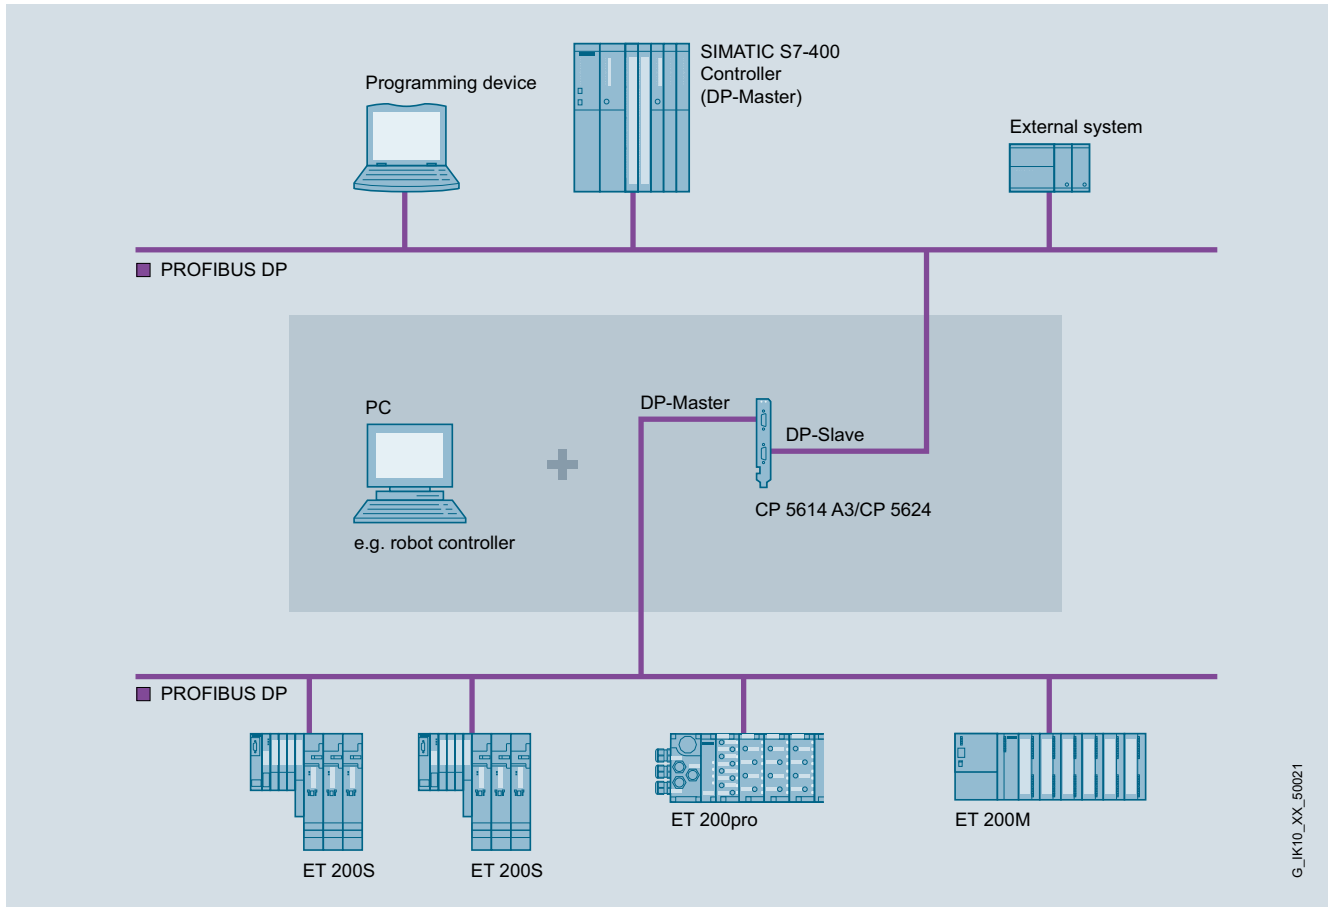 SIMATIC S7-400
Controller
(DP-Master)
Programming device
External system
PROFIBUS DP
DP-Master
PC
DP-Slave
CP 5614 A3/CP 5624
e.g. robot controller
PROFIBUS DP
ET 200pro
ET 200M
ET 200S
ET 200S
G_IK10_XX_50021